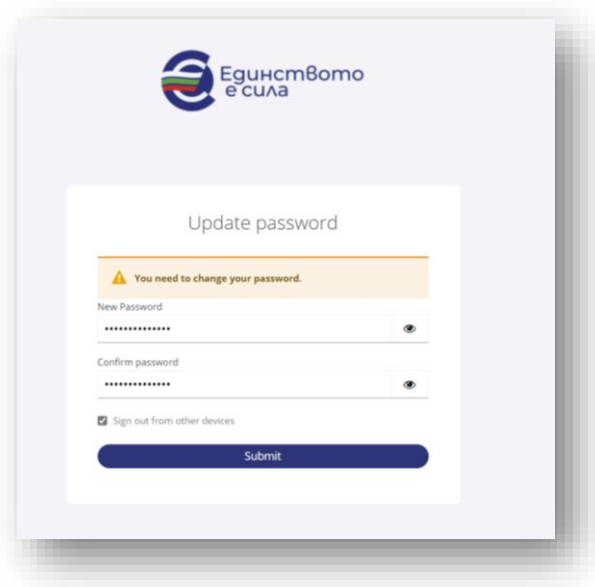 Единството
е сила
Update password
You need to change your password.
New Password
••••••••••••••
Confirm password
••••••••••••••
Sign out from other devices
Submit